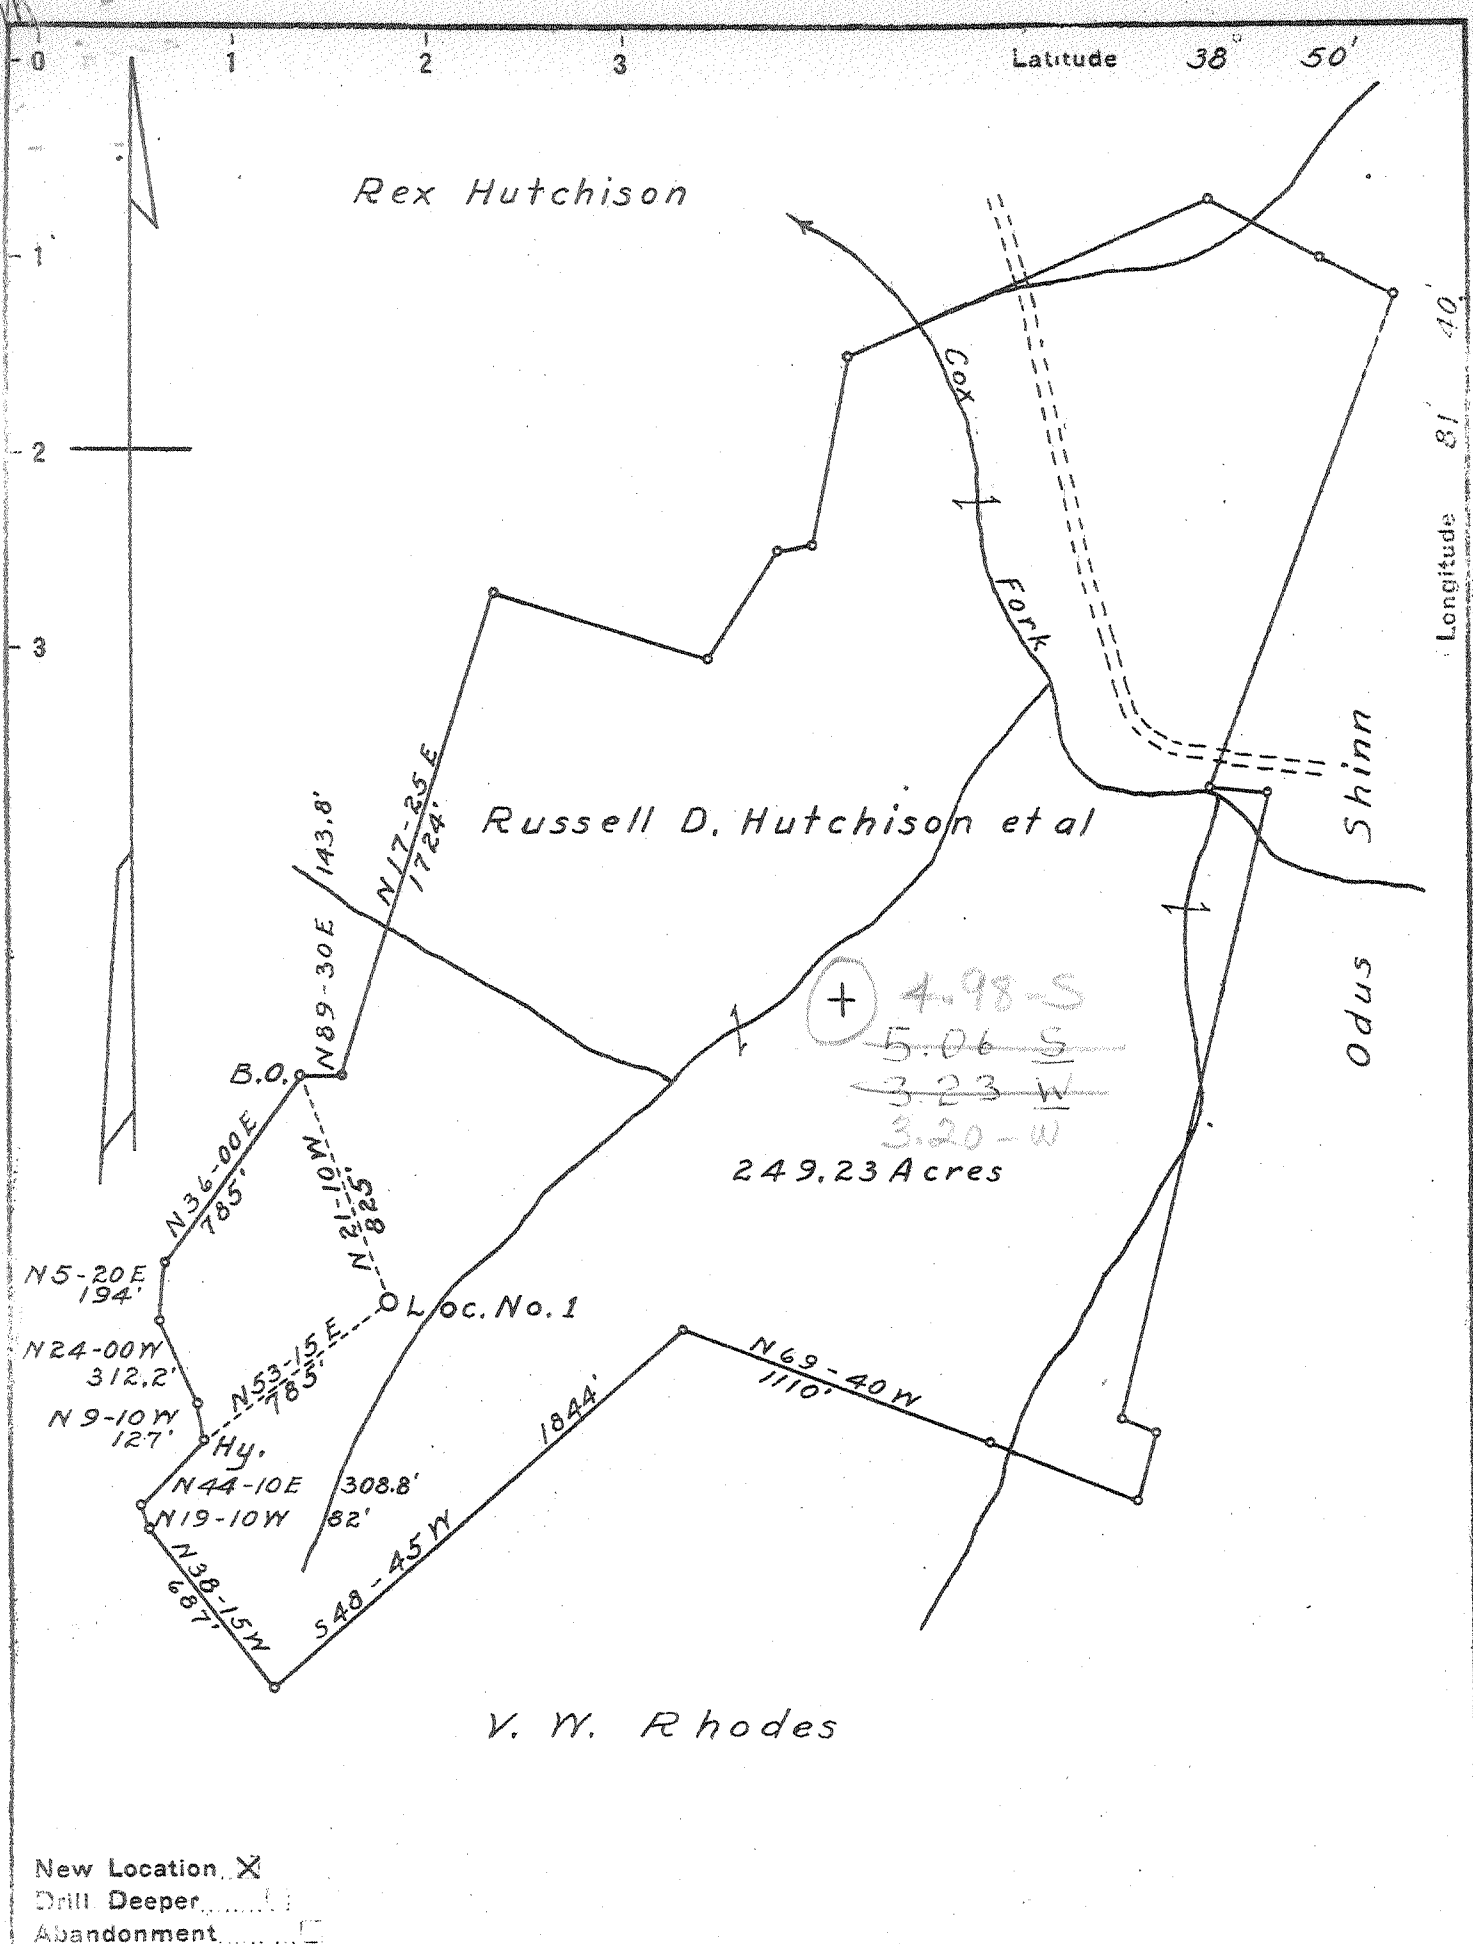 0 1 2 3 Latitude 38° 50'
Rex Hutchison
1
2
3
Longitude 81' 40'
Cox
Fork
N17-25E
1724'
Russell D. Hutchison et al
Odus Shinn
N89-30E 143.8'
4.98-S
5.06 S
3.23 W
3.20-W
B.O.
249.23 Acres
N36-00E
785'
N 21-10W
825'
N5-20E
194'
Loc. No. 1
N24-00W
312.2'
N53-15E
785'
N69-40W
1110'
N9-10W
127'
Hy.
1844'
N44-10E 308.8'
N19-10W 82'
S48-45W
N38-15W
687'
V. W. Rhodes
New Location X
Drill Deeper
Abandonment